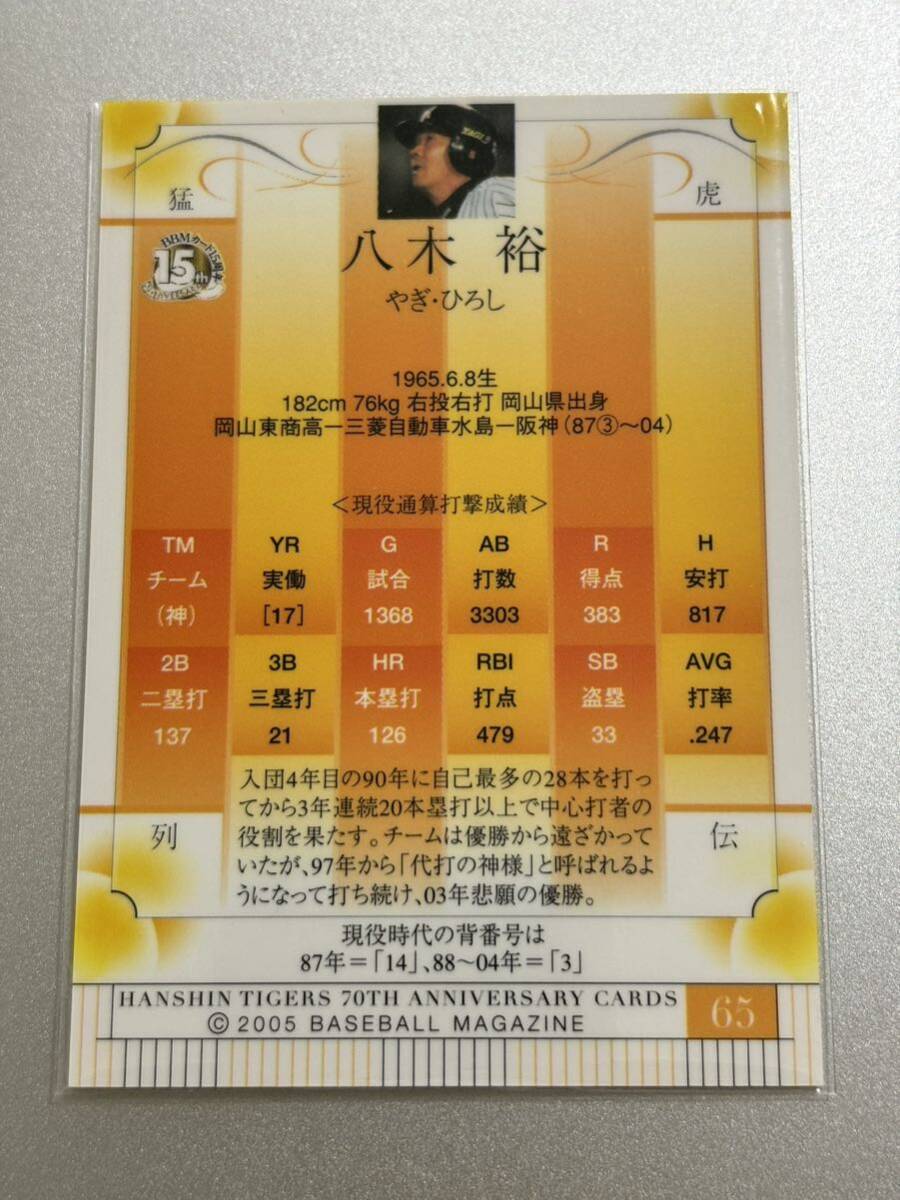 YAGI
猛 虎
BBMカード15周年
15th
ANNIVERSARY
八木 裕
やぎ・ひろし
1965.6.8生
182cm 76kg 右投右打 岡山県出身
岡山東商高ー三菱自動車水島ー阪神(87③〜04)
＜現役通算打撃成績＞
TM YR G AB R H
チーム 実働 試合 打数 得点 安打
(神) [17] 1368 3303 383 817
2B 3B HR RBI SB AVG
二塁打 三塁打 本塁打 打点 盗塁 打率
137 21 126 479 33 .247
入団4年目の90年に自己最多の28本を打っ
てから3年連続20本塁打以上で中心打者の
役割を果たす。チームは優勝から遠ざかって
いたが、97年から「代打の神様」と呼ばれるよ
うになって打ち続け、03年悲願の優勝。
列 伝
現役時代の背番号は
87年＝「14」、88〜04年＝「3」
HANSHIN TIGERS 70TH ANNIVERSARY CARDS
© 2005 BASEBALL MAGAZINE
65